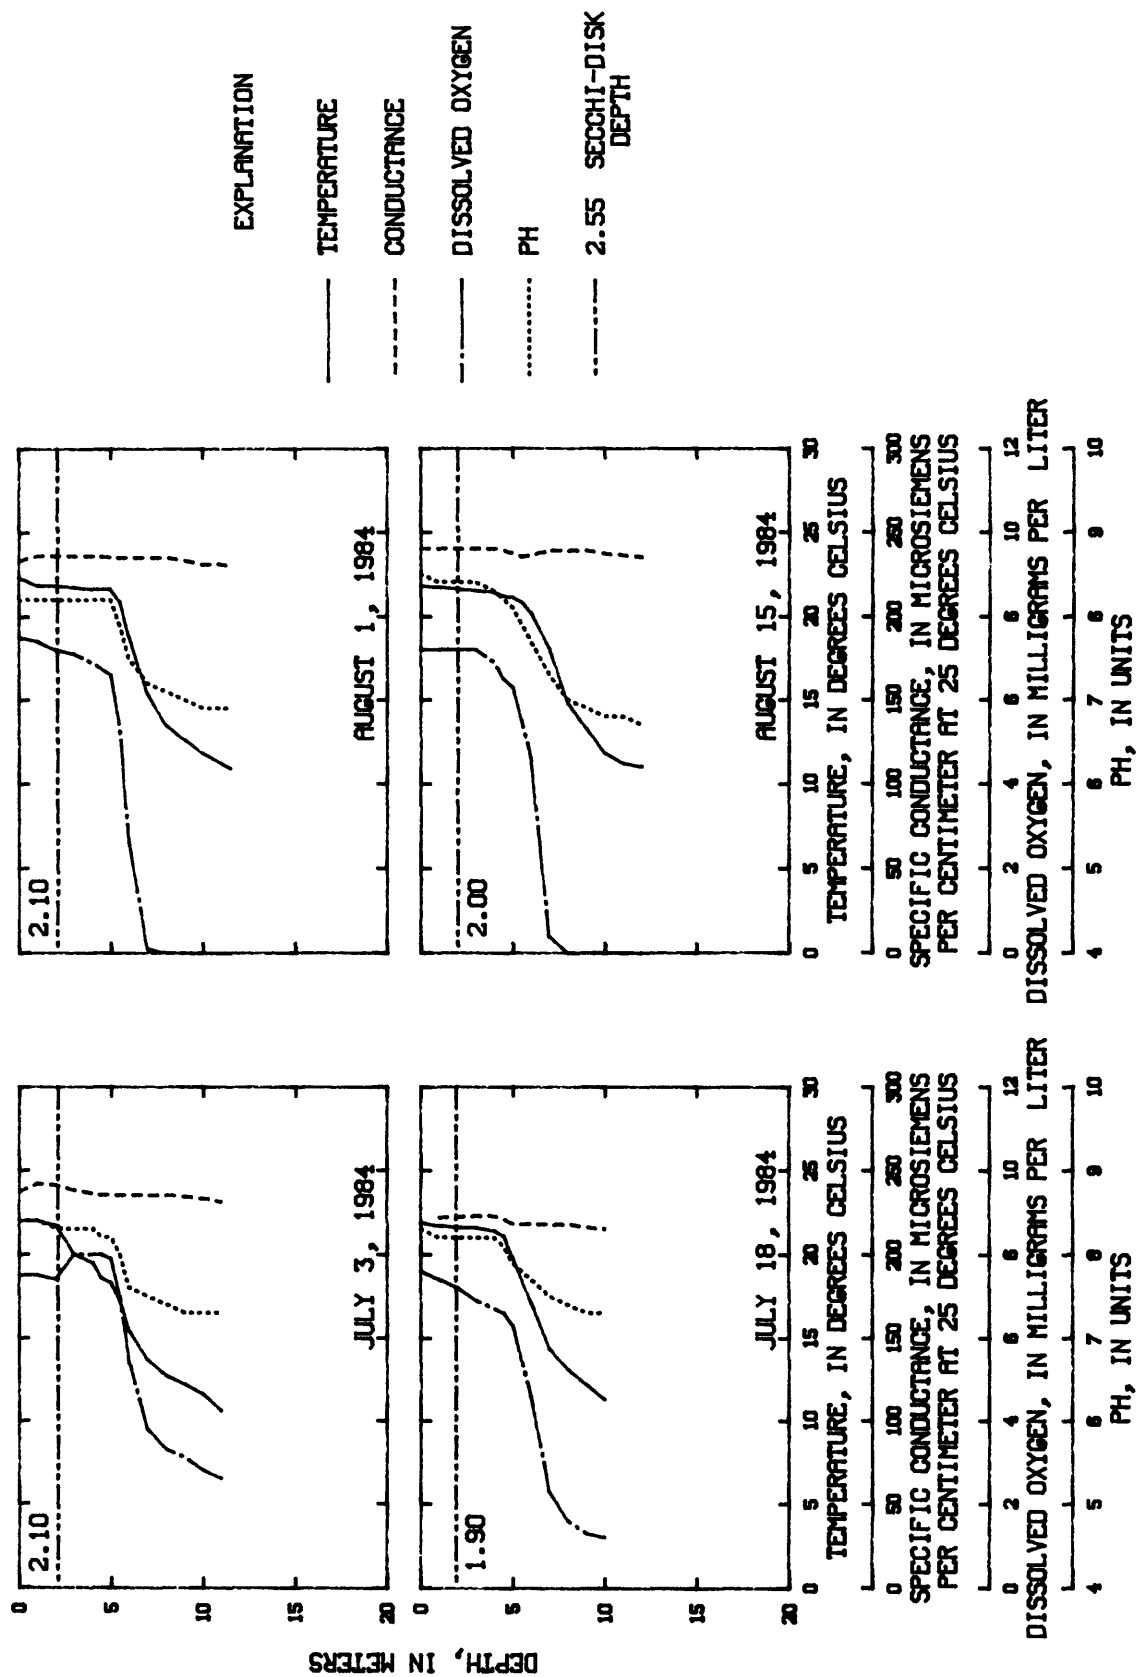 DEPTH, IN METERS
0
5
10
15
20
2.10
JULY 3, 1984
2.10
AUGUST 1, 1984
0
5
10
15
20
1.90
JULY 18, 1984
2.00
AUGUST 15, 1984
0 5 10 15 20 25 30
TEMPERATURE, IN DEGREES CELSIUS
0 50 100 150 200 250 300
SPECIFIC CONDUCTANCE, IN MICROSIEMENS
PER CENTIMETER AT 25 DEGREES CELSIUS
0 2 4 6 8 10 12
DISSOLVED OXYGEN, IN MILLIGRAMS PER LITER
4 5 6 7 8 9 10
PH, IN UNITS
0 5 10 15 20 25 30
TEMPERATURE, IN DEGREES CELSIUS
0 50 100 150 200 250 300
SPECIFIC CONDUCTANCE, IN MICROSIEMENS
PER CENTIMETER AT 25 DEGREES CELSIUS
0 2 4 6 8 10 12
DISSOLVED OXYGEN, IN MILLIGRAMS PER LITER
4 5 6 7 8 9 10
PH, IN UNITS
EXPLANATION
TEMPERATURE
CONDUCTANCE
DISSOLVED OXYGEN
PH
2.55 SECCHI-DISK
DEPTH